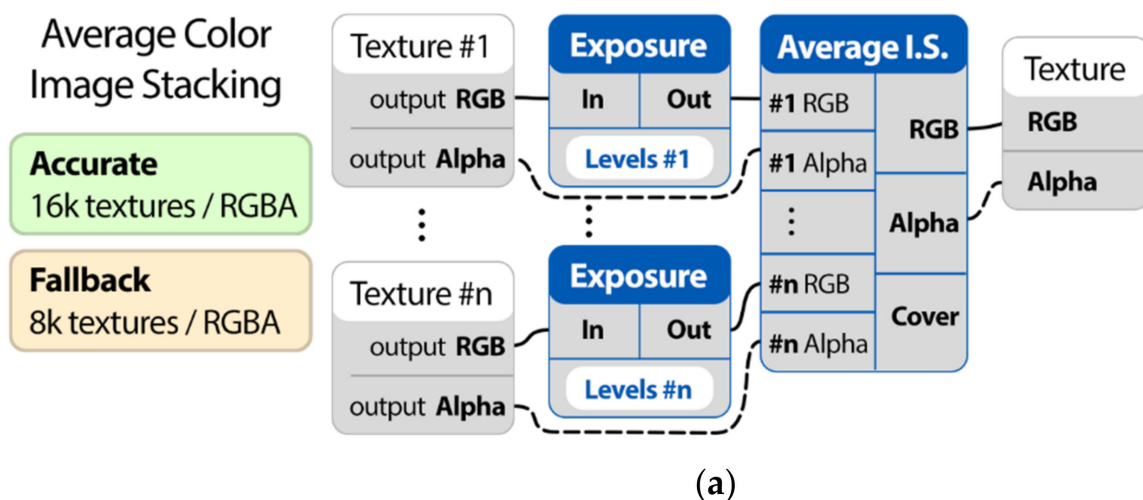 Average Color
Image Stacking
Accurate
16k textures / RGBA
Fallback
8k textures / RGBA
Texture #1
output RGB
output Alpha
⋮
Texture #n
output RGB
output Alpha
Exposure
In Out
Levels #1
⋮
Exposure
In Out
Levels #n
Average I.S.
#1 RGB
#1 Alpha
⋮
#n RGB
#n Alpha
RGB
Alpha
Cover
Texture
RGB
Alpha
(a)